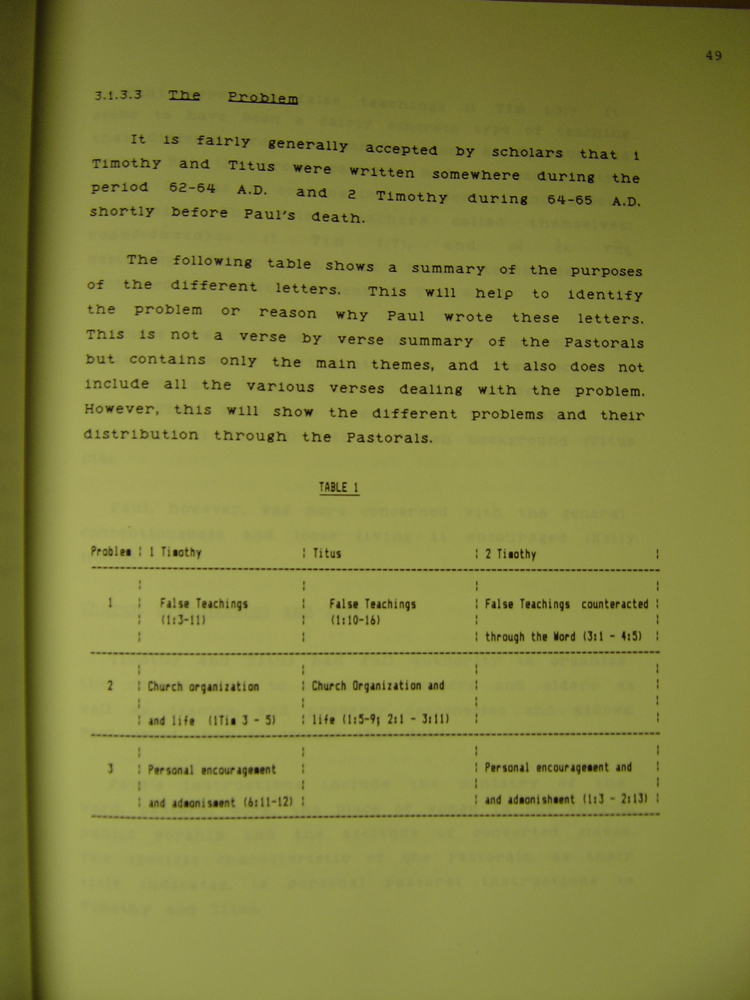 49
3.1.3.3 The Problem
It is fairly generally accepted by scholars that 1
Timothy and Titus were written somewhere during the
period 62-64 A.D. and 2 Timothy during 64-65 A.D.
shortly before Paul's death.
The following table shows a summary of the purposes
of the different letters. This will help to identify
the problem or reason why Paul wrote these letters.
This is not a verse by verse summary of the Pastorals
but contains only the main themes, and it also does not
include all the various verses dealing with the problem.
However, this will show the different problems and their
distribution through the Pastorals.
TABLE 1
Problem | 1 Timothy | Titus | 2 Timothy |
1 | False Teachings | False Teachings | False Teachings counteracted |
| (1:3-11) | (1:10-16) |
| through the Word (3:1 - 4:5) |
2 | Church organization | Church Organization and |
| and life (1Tim 3 - 5) | life (1:5-9; 2:1 - 3:11) |
3 | Personal encouragement | | Personal encouragement and |
| and admonisment (6:11-12) | | and admonishment (1:3 - 2:13) |